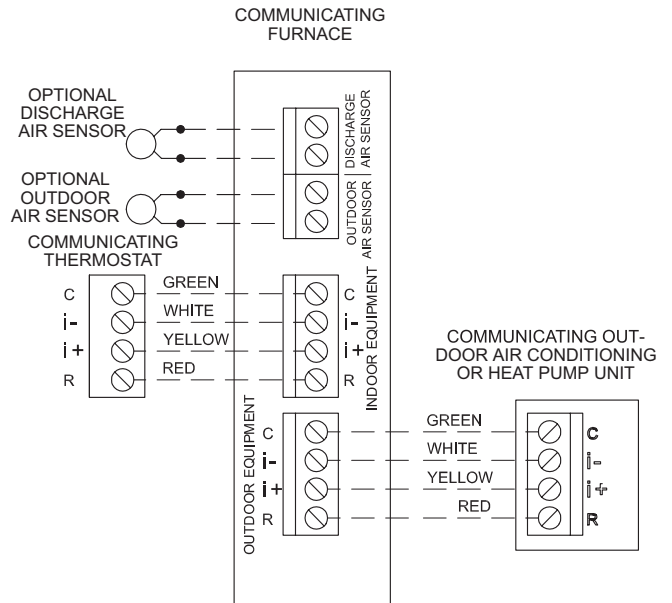 COMMUNICATING
FURNACE
OPTIONAL
DISCHARGE
AIR SENSOR
DISCHARGE
AIR SENSOR
OPTIONAL
OUTDOOR
AIR SENSOR
OUTDOOR
AIR SENSOR
COMMUNICATING
THERMOSTAT
C
GREEN
C
i-
WHITE
i-
i+
YELLOW
i+
R
RED
R
INDOOR EQUIPMENT
COMMUNICATING OUT-
DOOR AIR CONDITIONING
OR HEAT PUMP UNIT
OUTDOOR EQUIPMENT
C
GREEN
C
i-
WHITE
i-
i+
YELLOW
i+
R
RED
R